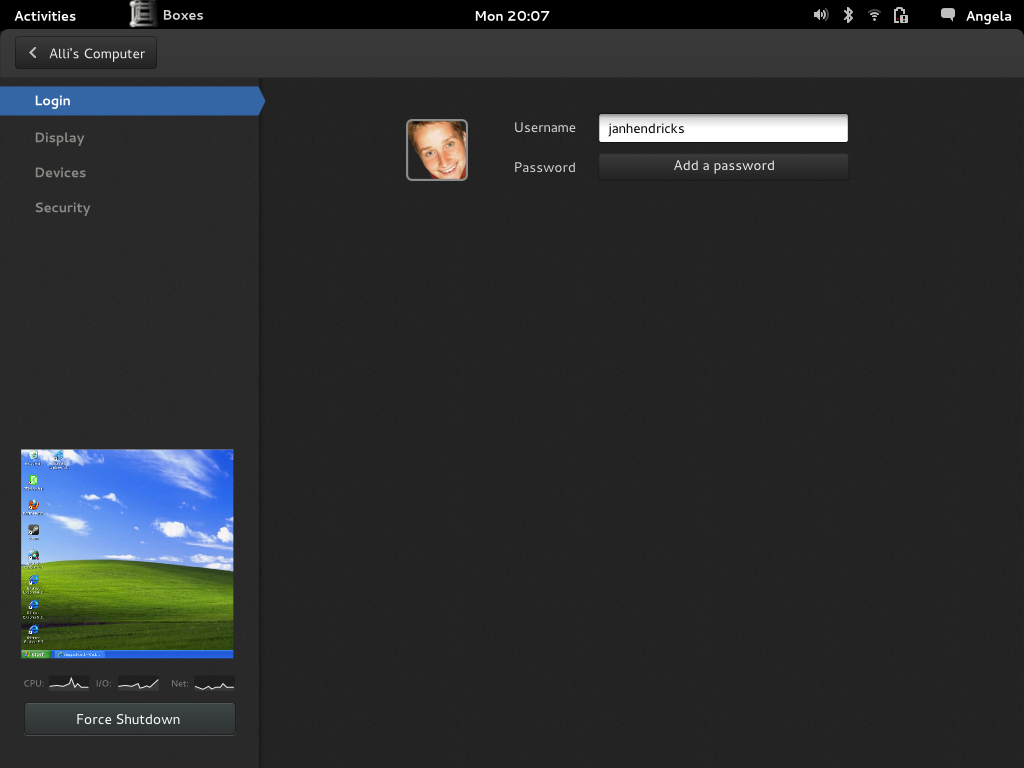 Activities Boxes Mon 20:07 Angela
Alli's Computer
Login
Display
Devices
Security
Username janhendricks
Password Add a password
start
CPU: I/O: Net:
Force Shutdown